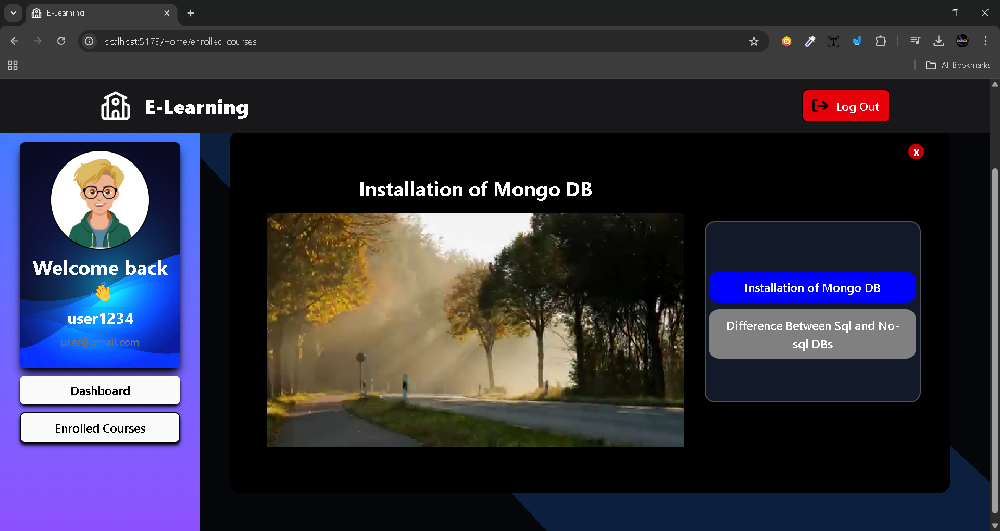 E-Learning
localhost:5173/Home/enrolled-courses
All Bookmarks
E-Learning
Log Out
x
Installation of Mongo DB
Welcome back
👋
user1234
user@gmail.com
Dashboard
Enrolled Courses
Installation of Mongo DB
Difference Between Sql and No-
sql DBs